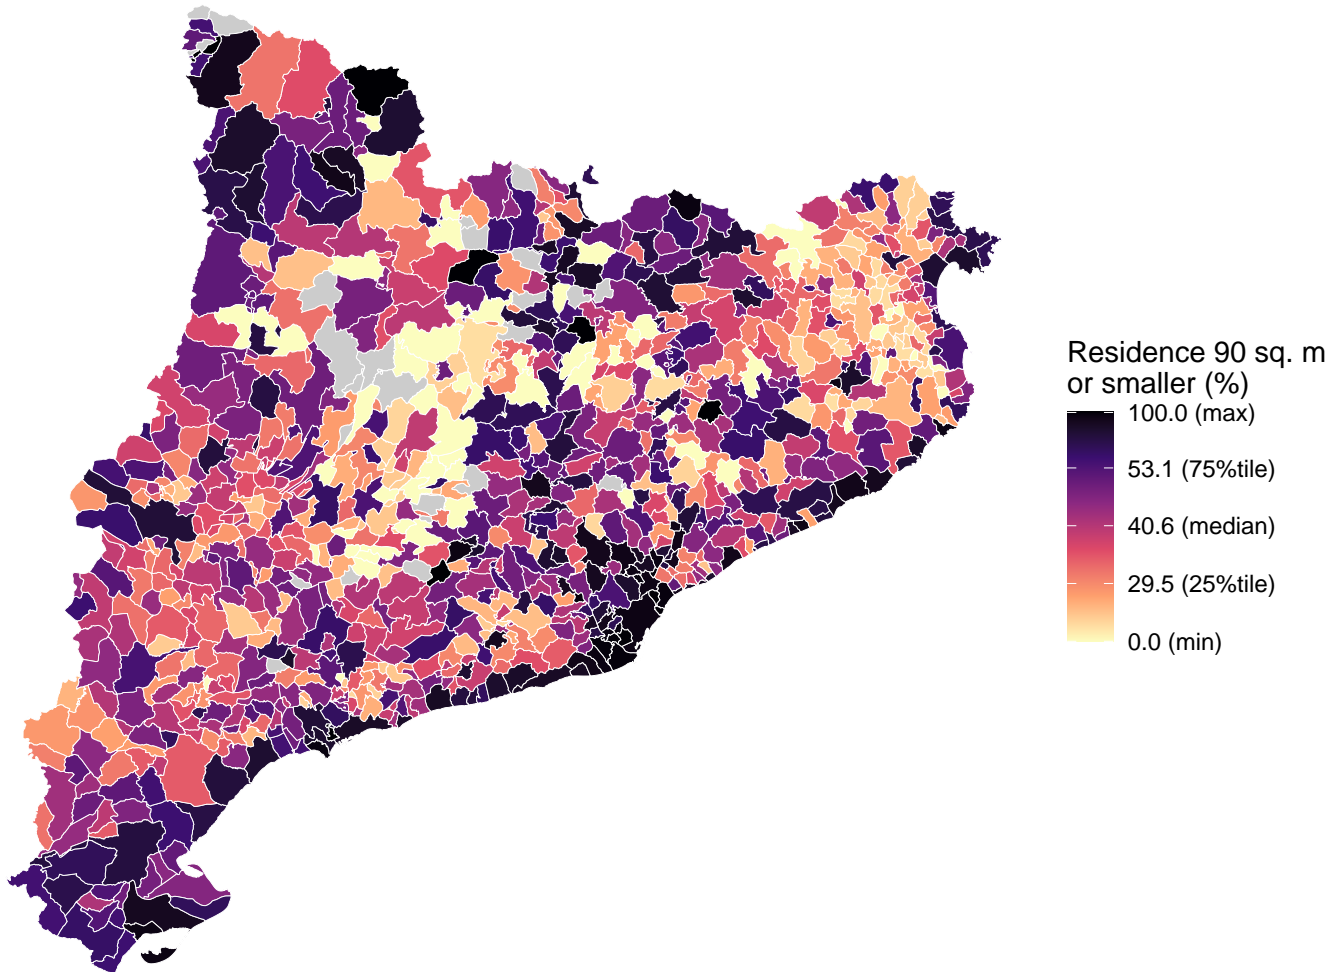 Residence 90 sq. m
or smaller (%)
100.0 (max)
53.1 (75%tile)
40.6 (median)
29.5 (25%tile)
0.0 (min)